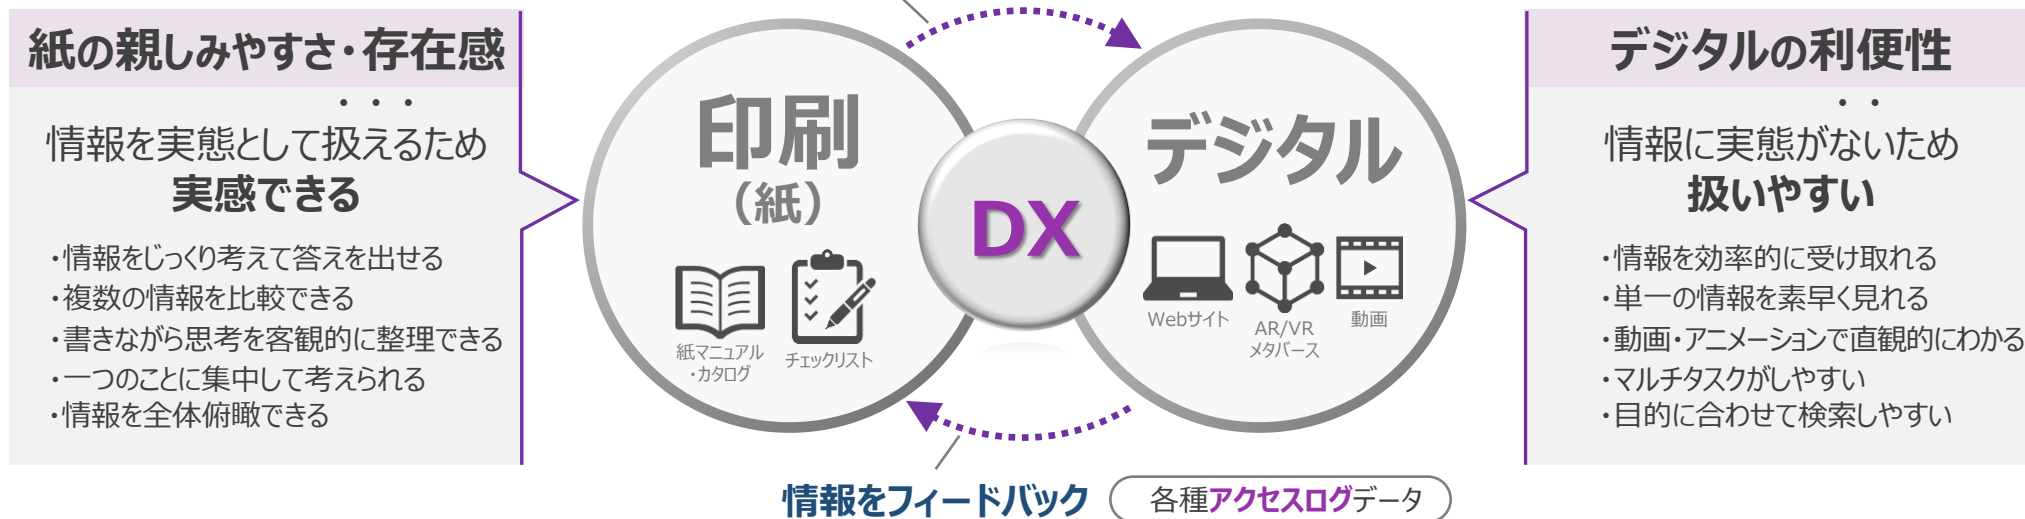 紙の親しみやすさ・存在感
情報を実態として扱えるため
実感できる
・情報をじっくり考えて答えを出せる
・複数の情報を比較できる
・書きながら思考を客観的に整理できる
・一つのことに集中して考えられる
・情報を全体俯瞰できる
印刷
（紙）
紙マニュアル
・カタログ
チェックリスト
DX
デジタル
Webサイト
AR/VR
メタバース
動画
デジタルの利便性
情報に実態がないため
扱いやすい
・情報を効率的に受け取れる
・単一の情報を素早く見れる
・動画・アニメーションで直観的にわかる
・マルチタスクがしやすい
・目的に合わせて検索しやすい
情報をフィードバック
各種アクセスログデータ